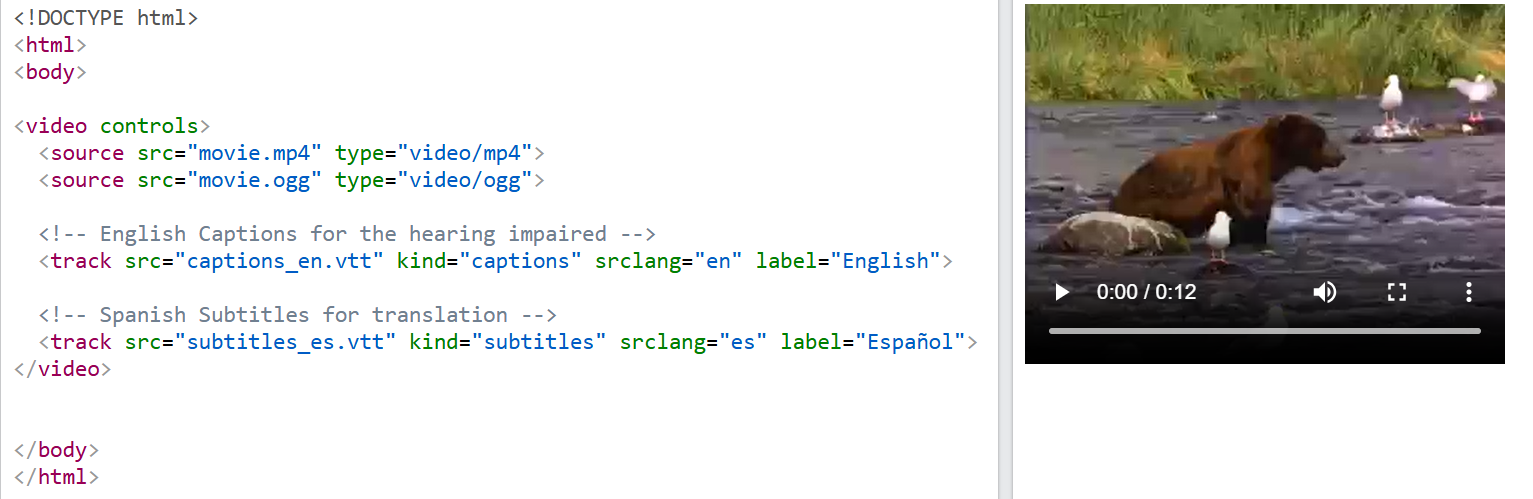 <!DOCTYPE html>
<html>
<body>
<video controls>
  <source src="movie.mp4" type="video/mp4">
  <source src="movie.ogg" type="video/ogg">
  <!-- English Captions for the hearing impaired -->
  <track src="captions_en.vtt" kind="captions" srclang="en" label="English">
  <!-- Spanish Subtitles for translation -->
  <track src="subtitles_es.vtt" kind="subtitles" srclang="es" label="Español">
</video>
</body>
</html>
0:00 / 0:12